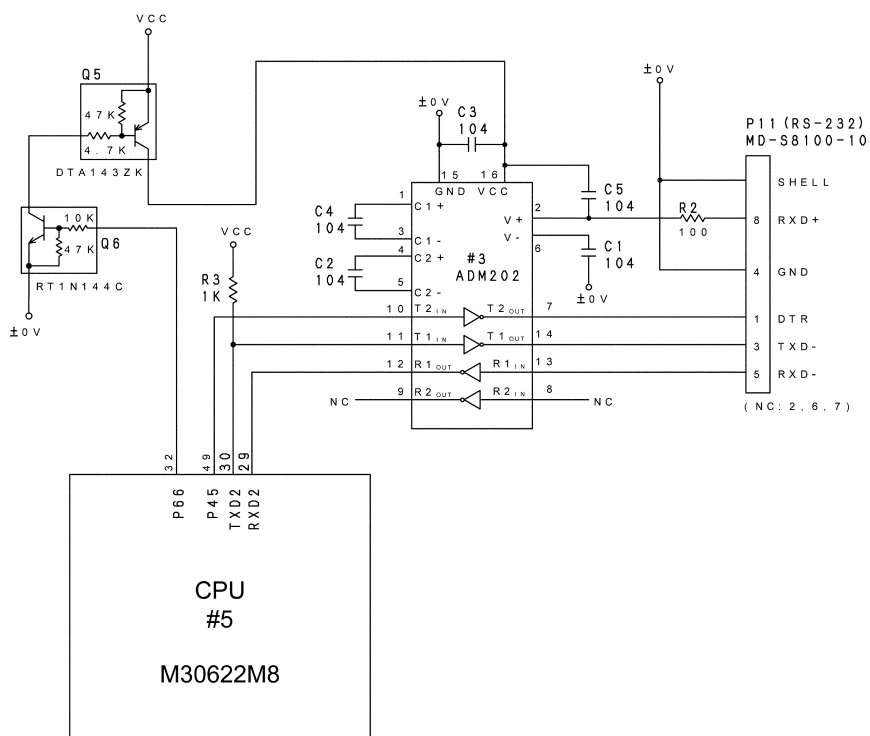 VCC
Q5
47K
4.7K
DTA143ZK
10K
47K
Q6
RT1N144C
±0V
VCC
R3
1K
±0V
C3
104
15
16
GND
VCC
1
C1+
C4
104
3
C1-
4
C2+
C2
104
5
C2-
#3
ADM202
2
V+
V-
6
C5
104
C1
104
±0V
10
T2IN
T2OUT
7
11
T1IN
T1OUT
14
12
R1OUT
R1IN
13
NC
9
R2OUT
R2IN
8
NC
±0V
R2
100
P11(RS-232)
MD-S8100-10
SHELL
8
RXD+
4
GND
1
DTR
3
TXD-
5
RXD-
(NC: 2, 6, 7)
32
49
30
29
P66
P45
TXD2
RXD2
CPU
#5
M30622M8